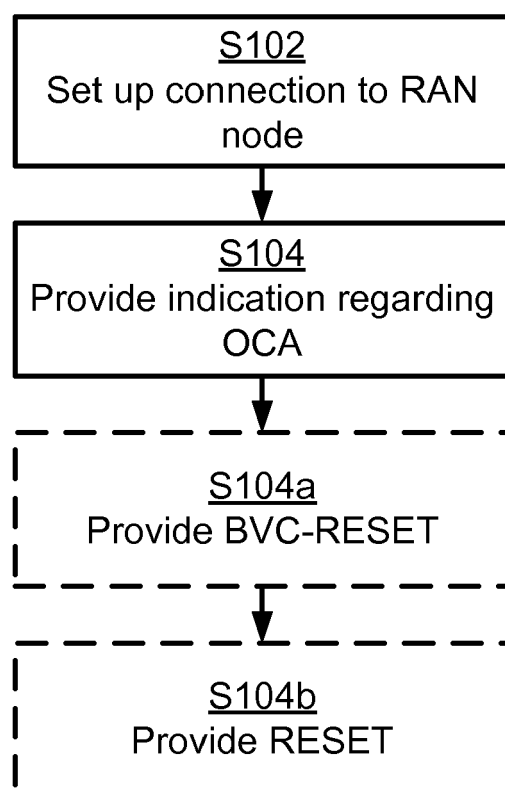 S102
Set up connection to RAN
node
S104
Provide indication regarding
OCA
S104a
Provide BVC-RESET
S104b
Provide RESET